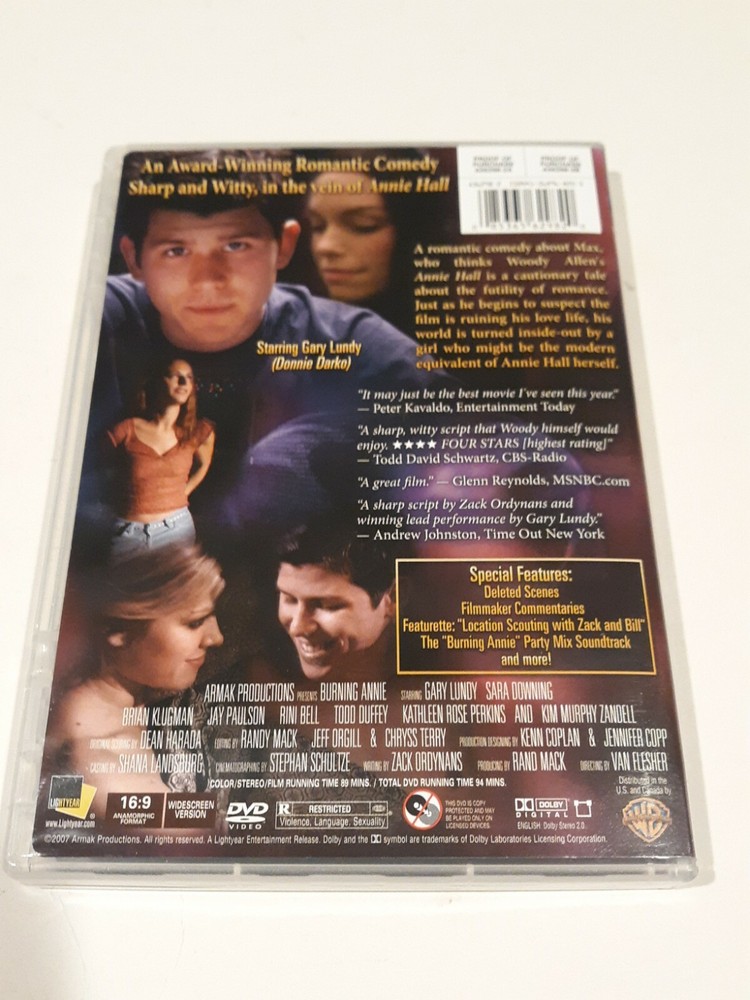 An Award-Winning Romantic Comedy
Sharp and Witty, in the vein of Annie Hall
PROOF OF
PURCHASE
PROOF OF
PURCHASE
A romantic comedy about Max,
who thinks Woody Allen's
Annie Hall is a cautionary tale
about the futility of romance.
Just as he begins to suspect the
film is ruining his love life, his
world is turned inside-out by a
girl who might be the modern
equivalent of Annie Hall herself.
Starring Gary Lundy
(Donnie Darko)
"It may just be the best movie I've seen this year."
— Peter Kavaldo, Entertainment Today
"A sharp, witty script that Woody himself would
enjoy. ★★★★ FOUR STARS [highest rating]"
— Todd David Schwartz, CBS-Radio
"A great film." — Glenn Reynolds, MSNBC.com
"A sharp script by Zack Ordynans and
winning lead performance by Gary Lundy."
— Andrew Johnston, Time Out New York
Special Features:
Deleted Scenes
Filmmaker Commentaries
Featurette: "Location Scouting with Zack and Bill"
The "Burning Annie" Party Mix Soundtrack
and more!
ARMAK PRODUCTIONS PRESENTS BURNING ANNIE STARRING GARY LUNDY SARA DOWNING
BRIAN KLUGMAN JAY PAULSON RINI BELL TODD DUFFEY KATHLEEN ROSE PERKINS AND KIM MURPHY ZANDELL
ORIGINAL SCORING BY DEAN HARADA EDITING BY RANDY MACK JEFF ORGILL & CHRYSS TERRY PRODUCTION DESIGNING BY KENN COPLAN & JENNIFER COPP
CASTING BY SHANA LANDSBURG CINEMATOGRAPHING BY STEPHAN SCHULTZE WRITING BY ZACK ORDYNANS PRODUCING BY RAND MACK DIRECTING BY VAN FLESHER
COLOR/STEREO/FILM RUNNING TIME 89 MINS. / TOTAL DVD RUNNING TIME 94 MINS.
Distributed in the
U.S. and Canada by
LIGHTYEAR
www.Lightyear.com
16:9
ANAMORPHIC
FORMAT
WIDESCREEN
VERSION
DVD
VIDEO
R RESTRICTED
Violence, Language, Sexuality
THIS DVD IS COPY
PROTECTED AND MAY
BE PLAYED ONLY ON
LICENSED DEVICES.
DOLBY
DIGITAL
ENGLISH: Dolby Stereo 2.0
©2007 Armak Productions. All rights reserved. A Lightyear Entertainment Release. Dolby and the DD symbol are trademarks of Dolby Laboratories Licensing Corporation.